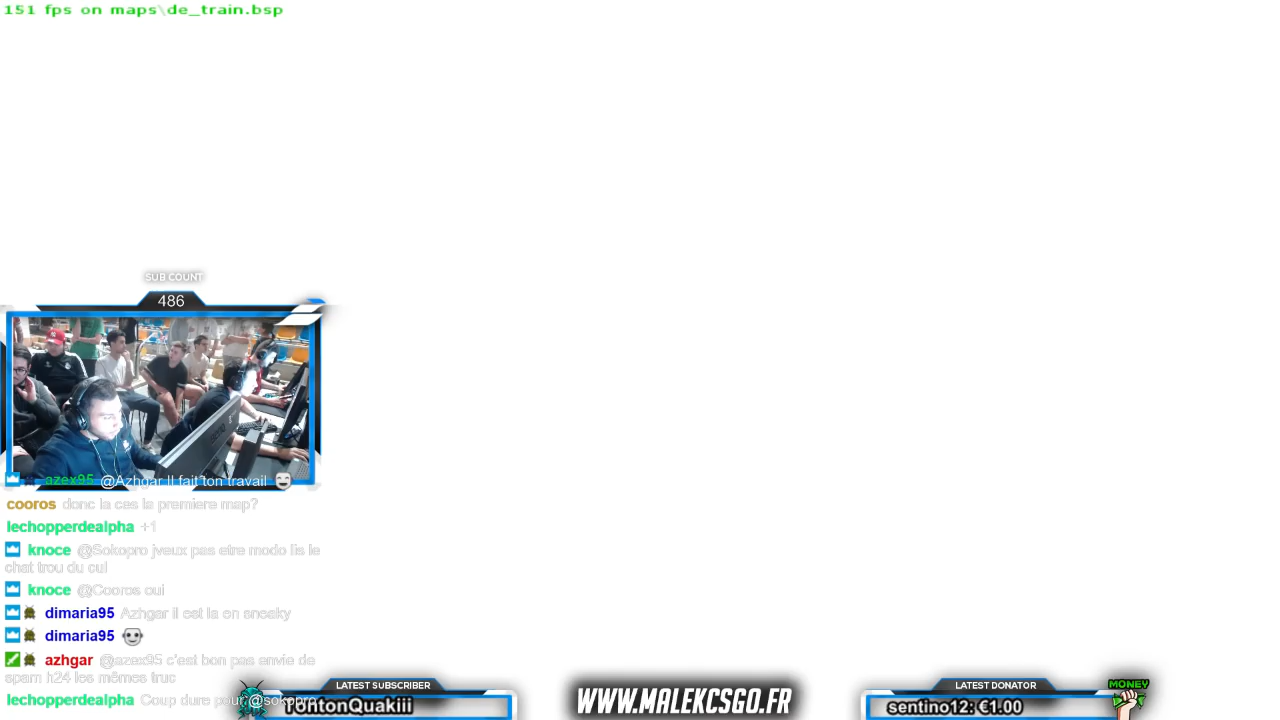 151 fps on maps\de_train.bsp
SUB COUNT
486
azex95 @Azhgar Il fait ton travail
cooros donc la ces la premiere map?
lechopperdealpha +1
knoce @Sokopro jveux pas etre modo lis le
chat trou du cul
knoce @Cooros oui
dimaria95 Azhgar il est la en sneaky
dimaria95
azhgar @azex95 c'est bon pas envie de
spam h24 les mêmes truc
lechopperdealpha Coup dure pour @sokopro
LATEST SUBSCRIBER
TontonQuakiii
WWW.MALEKCSGO.FR
LATEST DONATOR
sentino12: €1.00
MONEY